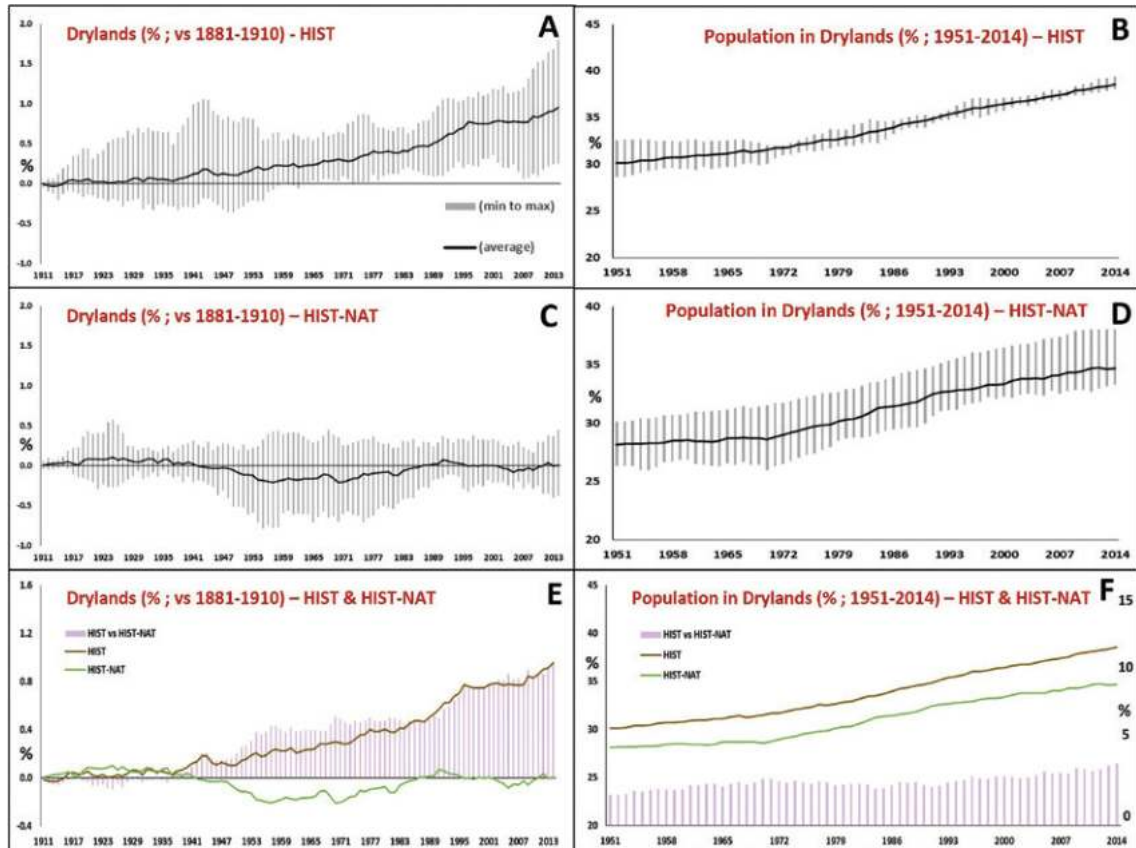 Drylands (% ; vs 1881-1910) - HIST
A
2.0
1.5
1.0
0.5
%
0.0
-0.5
-1.0
(min to max)
(average)
1911 1917 1923 1929 1935 1941 1947 1953 1959 1965 1971 1977 1983 1989 1995 2001 2007 2013
Population in Drylands (% ; 1951-2014) – HIST
B
45
40
35
%
30
25
20
1951 1958 1965 1972 1979 1986 1993 2000 2007 2014
Drylands (% ; vs 1881-1910) – HIST-NAT
C
2.0
1.5
1.0
0.5
%
0.0
-0.5
-1.0
1911 1917 1923 1929 1935 1941 1947 1953 1959 1965 1971 1977 1983 1989 1995 2001 2007 2013
Population in Drylands (% ; 1951-2014) – HIST-NAT
D
40
35
%
30
25
20
1951 1958 1965 1972 1979 1986 1993 2000 2007 2014
Drylands (% ; vs 1881-1910) – HIST & HIST-NAT
E
1.6
1.2
0.8
0.4
%
0.0
-0.4
HIST vs HIST-NAT
HIST
HIST-NAT
1911 1917 1923 1929 1935 1941 1947 1953 1959 1965 1971 1977 1983 1989 1995 2001 2007 2013
Population in Drylands (% ; 1951-2014) – HIST & HIST-NAT
F
45
40
%
35
30
25
20
HIST vs HIST-NAT
HIST
HIST-NAT
15
10
%
5
0
1951 1958 1965 1972 1979 1986 1993 2000 2007 2014